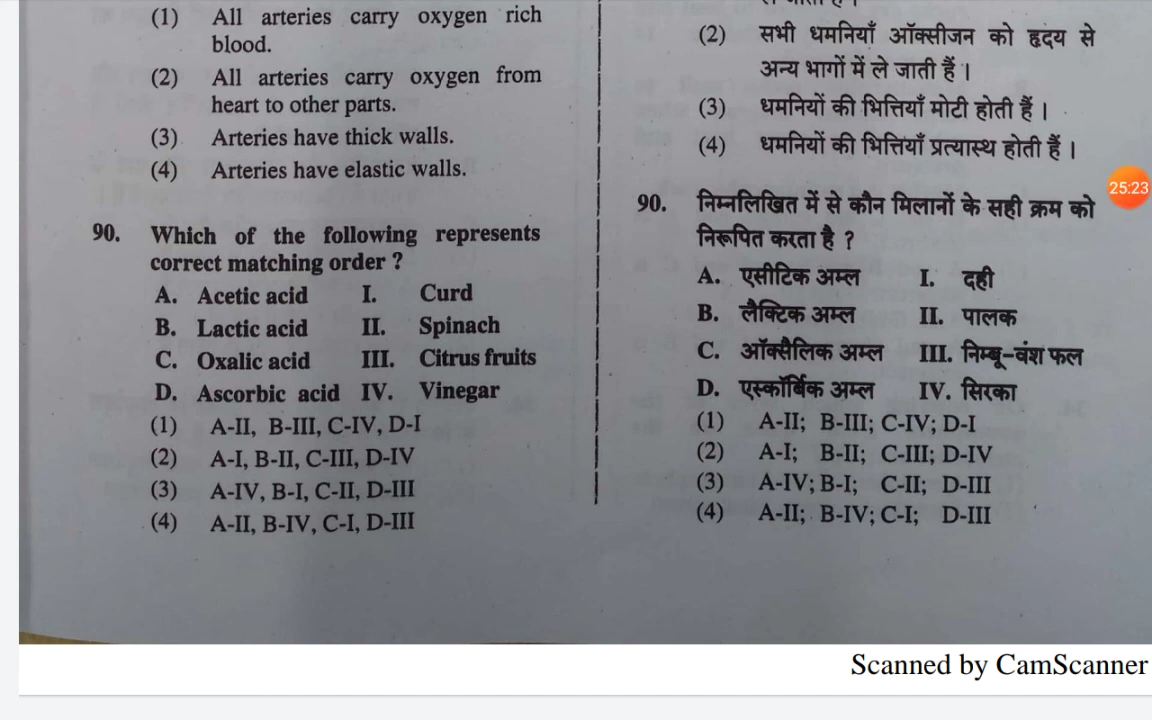 (1) All arteries carry oxygen rich
blood.
(2) All arteries carry oxygen from
heart to other parts.
(3) Arteries have thick walls.
(4) Arteries have elastic walls.
90. Which of the following represents
correct matching order ?
A. Acetic acid I. Curd
B. Lactic acid II. Spinach
C. Oxalic acid III. Citrus fruits
D. Ascorbic acid IV. Vinegar
(1) A-II, B-III, C-IV, D-I
(2) A-I, B-II, C-III, D-IV
(3) A-IV, B-I, C-II, D-III
(4) A-II, B-IV, C-I, D-III
(2) सभी धमनियाँ ऑक्सीजन को हृदय से
अन्य भागों में ले जाती हैं ।
(3) धमनियों की भित्तियाँ मोटी होती हैं ।
(4) धमनियों की भित्तियाँ प्रत्यास्थ होती हैं ।
25:23
90. निम्नलिखित में से कौन मिलानों के सही क्रम को
निरूपित करता है ?
A. एसीटिक अम्ल I. दही
B. लैक्टिक अम्ल II. पालक
C. ऑक्सैलिक अम्ल III. निम्बू-वंश फल
D. एस्कॉर्बिक अम्ल IV. सिरका
(1) A-II; B-III; C-IV; D-I
(2) A-I; B-II; C-III; D-IV
(3) A-IV; B-I; C-II; D-III
(4) A-II; B-IV; C-I; D-III
Scanned by CamScanner